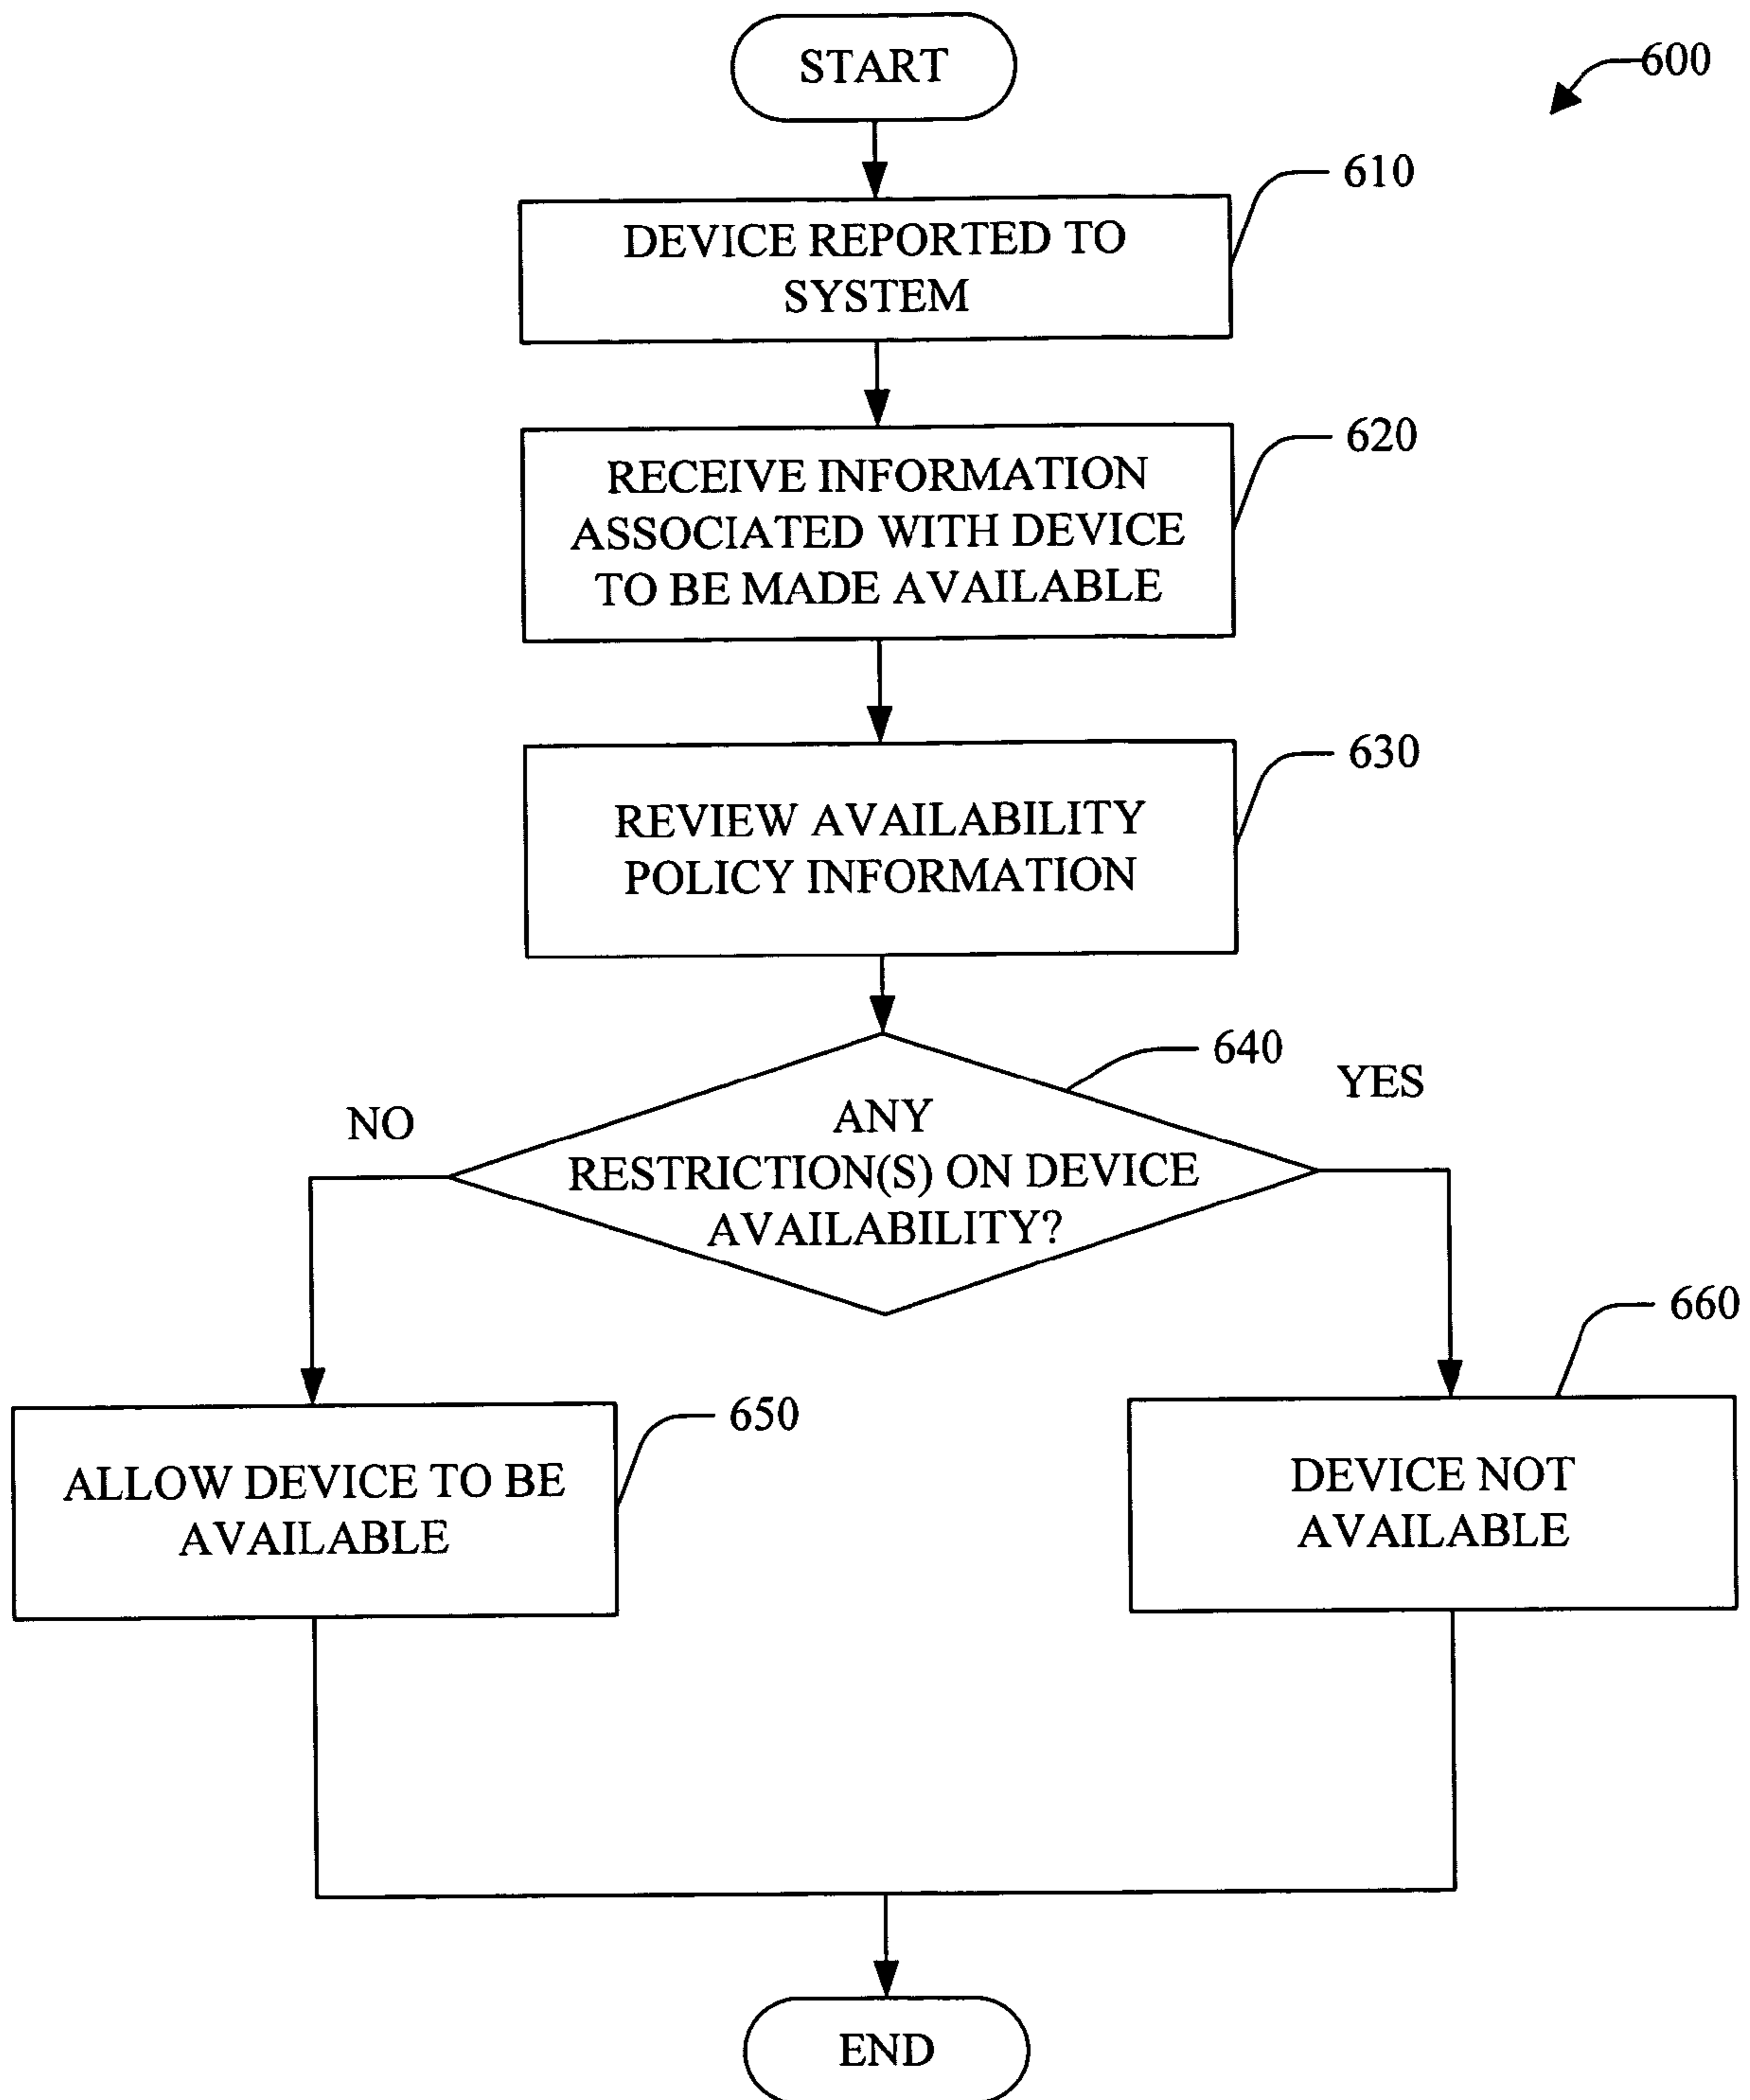 START
600
610
DEVICE REPORTED TO
SYSTEM
620
RECEIVE INFORMATION
ASSOCIATED WITH DEVICE
TO BE MADE AVAILABLE
630
REVIEW AVAILABILITY
POLICY INFORMATION
640
YES
NO
ANY
RESTRICTION(S) ON DEVICE
AVAILABILITY?
660
650
ALLOW DEVICE TO BE
AVAILABLE
DEVICE NOT
AVAILABLE
END